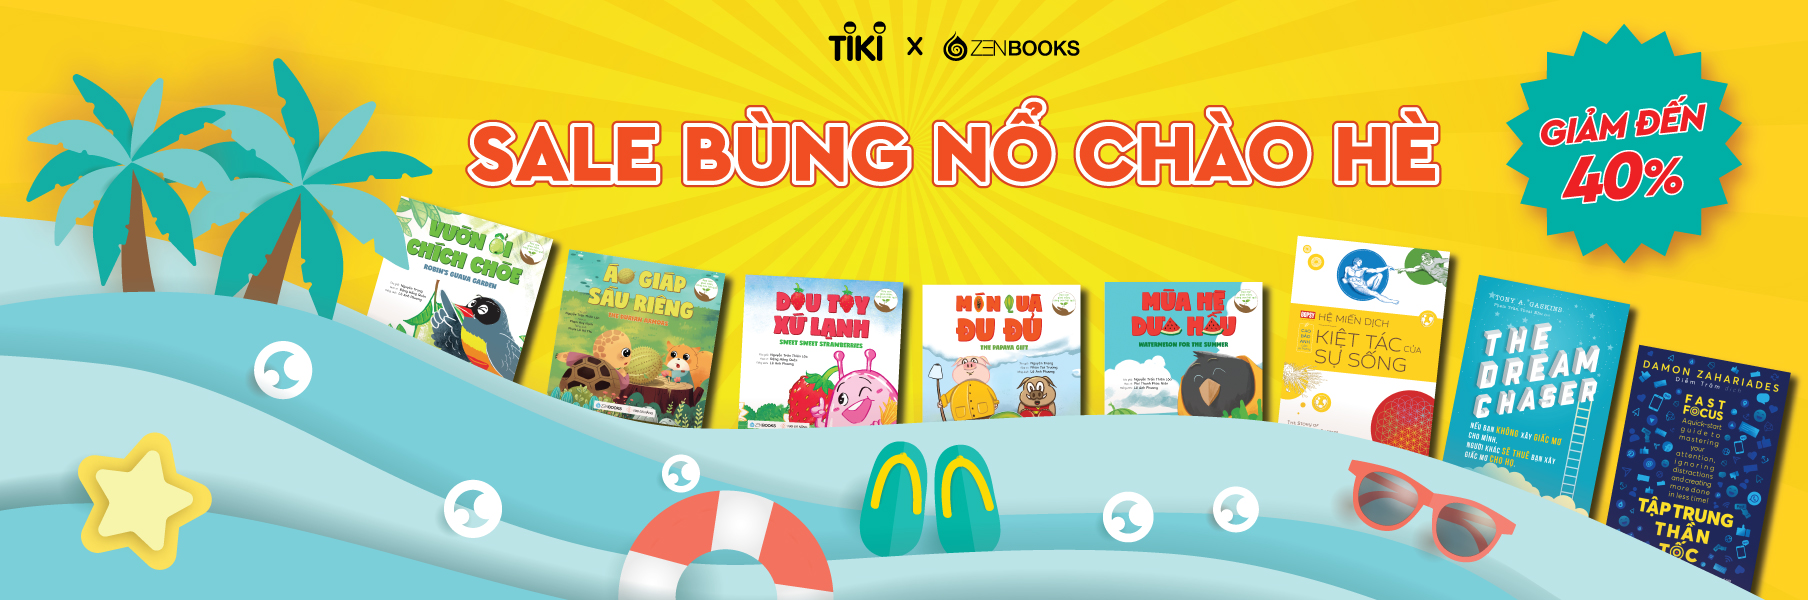 TIKI X ZENBOOKS
SALE BÙNG NỔ CHÀO HÈ
GIẢM ĐẾN
40%
VƯỜN ỔI
CHÍCH CHÒE
ROBIN'S GUAVA GARDEN
ÁO GIÁP
SẦU RIÊNG
DÂU TÂY
XỨ LẠNH
SWEET SWEET STRAWBERRIES
ZENBOOKS
MÓN QUÀ
ĐU ĐỦ
THE PAPAYA GIFT
MÙA HẸ
DƯA HẤU
WATERMELON FOR THE SUMMER
OOPSY
HỆ MIỄN DỊCH
KIỆT TÁC CỦA
SỰ SỐNG
TONY A. GASKINS
THE
DREAM
CHASER
NẾU BẠN KHÔNG XÂY GIẤC MƠ
CHO MÌNH,
NGƯỜI KHÁC SẼ THUÊ BẠN XÂY
GIẤC MƠ CHO HỌ.
DAMON ZAHARIADES
Diễm Trâm
FAST
FOCUS
A quick-start
guide to
mastering
your
attention,
ignoring
distractions
and creating
more done
in less time!
TẬP TRUNG
THẦN
TỐC